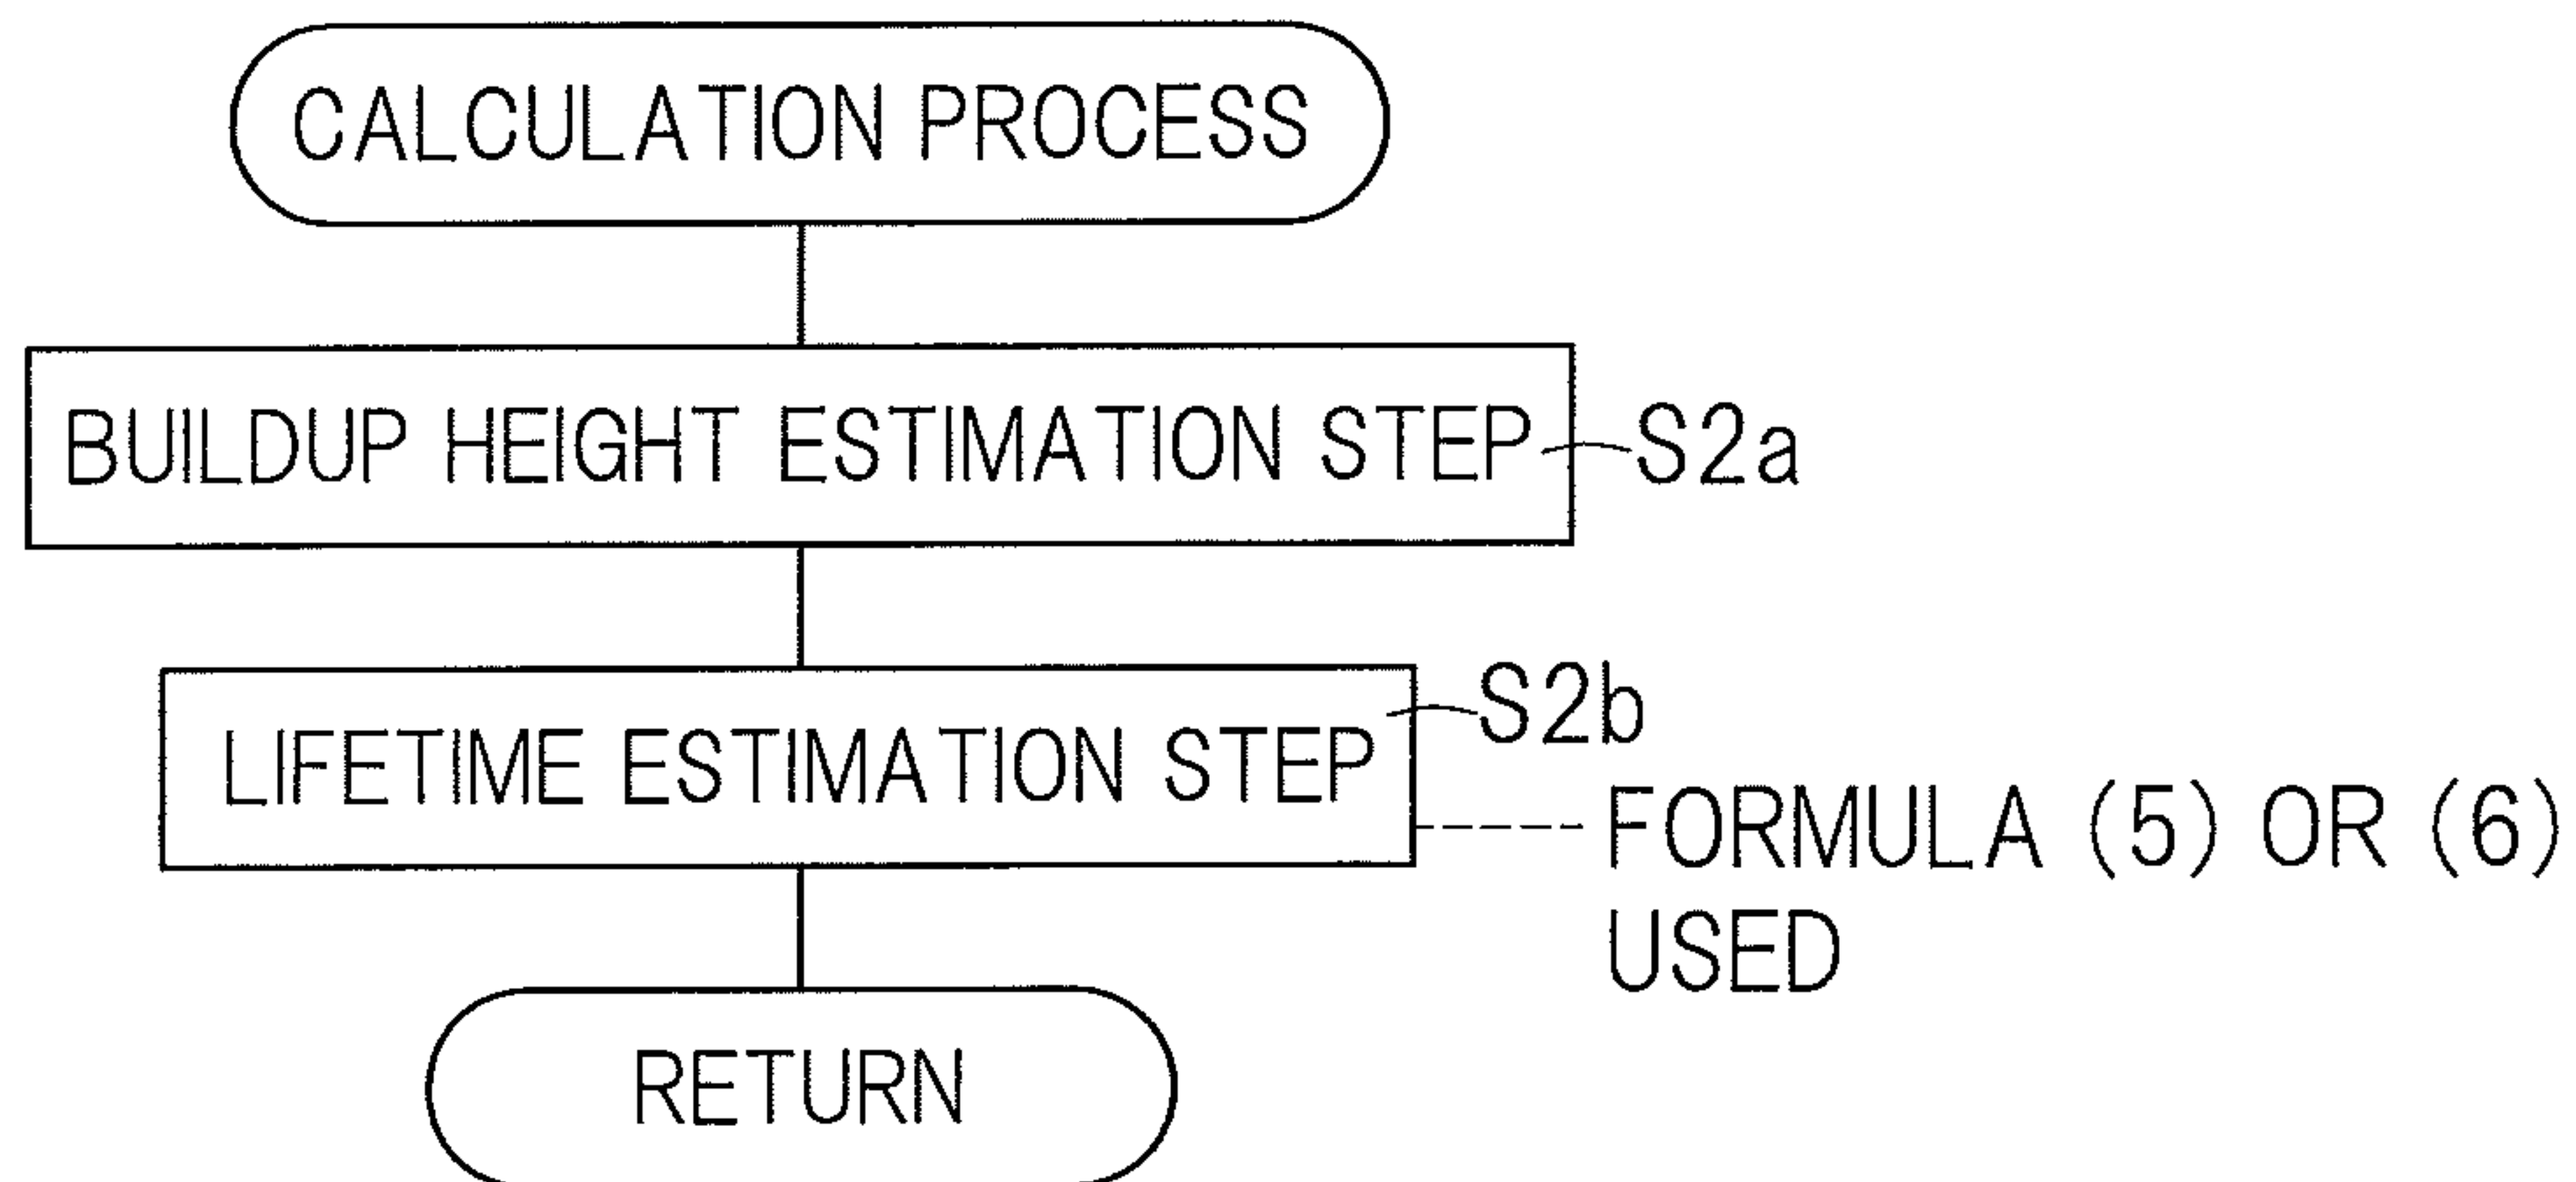 CALCULATION PROCESS
BUILDUP HEIGHT ESTIMATION STEP
S2a
S2b
LIFETIME ESTIMATION STEP
FORMULA (5) OR (6)
USED
RETURN